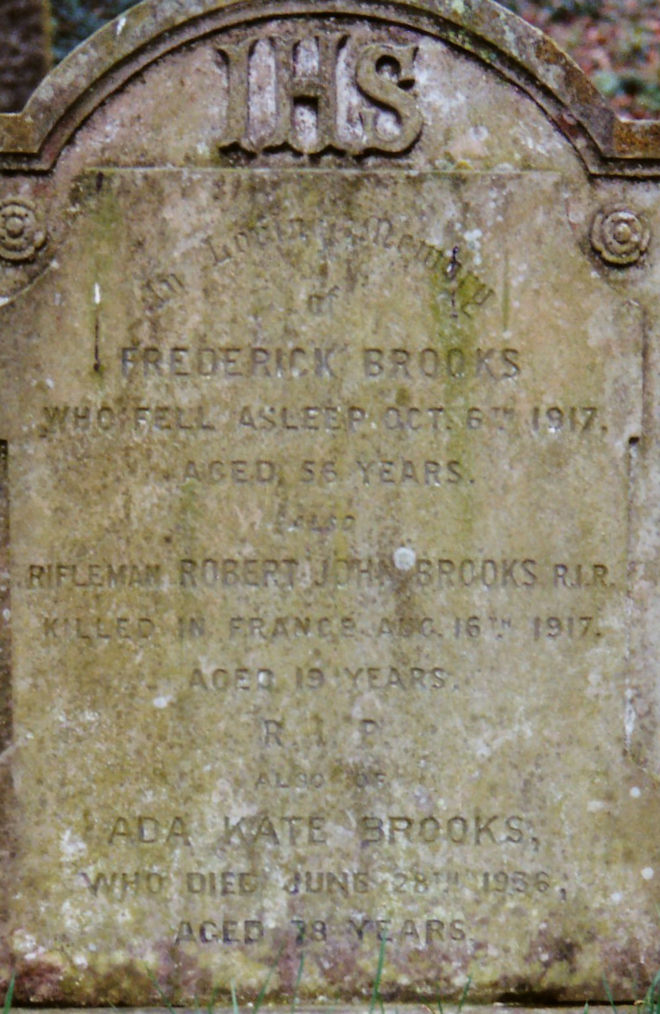 IHS
In Loving Memory
of
FREDERICK BROOKS
WHO FELL ASLEEP OCT. 6TH 1917.
AGED 56 YEARS.
ALSO
RIFLEMAN ROBERT JOHN BROOKS R.I.R.
KILLED IN FRANCE AUG. 16TH 1917.
AGED 19 YEARS.
R. I. P.
ALSO OF
ADA KATE BROOKS,
WHO DIED JUNE 28TH 1936,
AGED 78 YEARS.